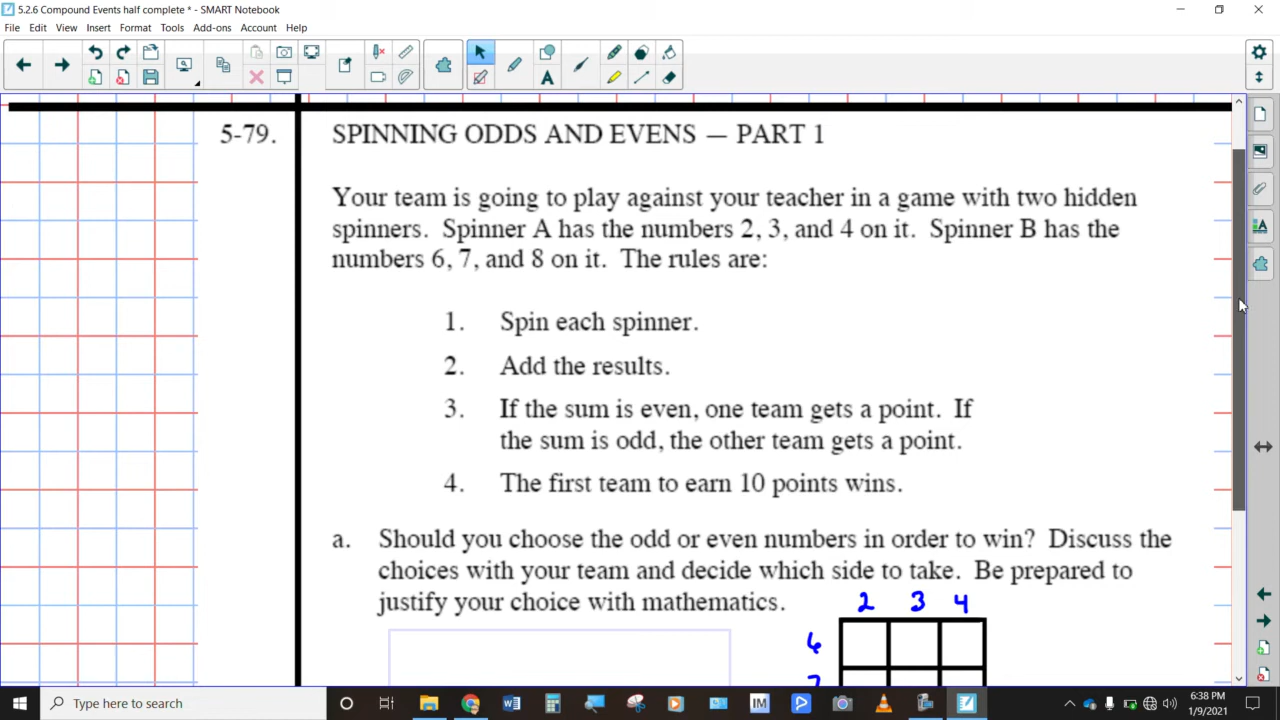 5.2.6 Compound Events half complete * - SMART Notebook
File Edit View Insert Format Tools Add-ons Account Help
5-79. SPINNING ODDS AND EVENS — PART 1
Your team is going to play against your teacher in a game with two hidden
spinners. Spinner A has the numbers 2, 3, and 4 on it. Spinner B has the
numbers 6, 7, and 8 on it. The rules are:
1. Spin each spinner.
2. Add the results.
3. If the sum is even, one team gets a point. If
the sum is odd, the other team gets a point.
4. The first team to earn 10 points wins.
a. Should you choose the odd or even numbers in order to win? Discuss the
choices with your team and decide which side to take. Be prepared to
justify your choice with mathematics.
2 3 4
6
7
Type here to search
6:38 PM
1/9/2021